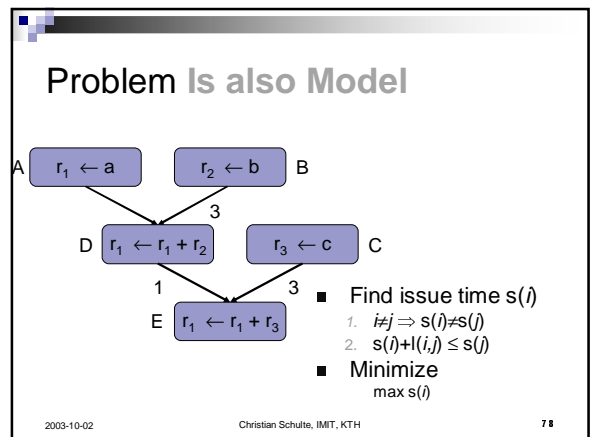 Problem Is also Model
A r₁ ← a r₂ ← b B
3
D r₁ ← r₁ + r₂ r₃ ← c C
1 3
E r₁ ← r₁ + r₃
■ Find issue time s(i)
1. i≠j ⇒ s(i)≠s(j)
2. s(i)+l(i,j) ≤ s(j)
■ Minimize
max s(i)
2003-10-02 Christian Schulte, IMIT, KTH 78